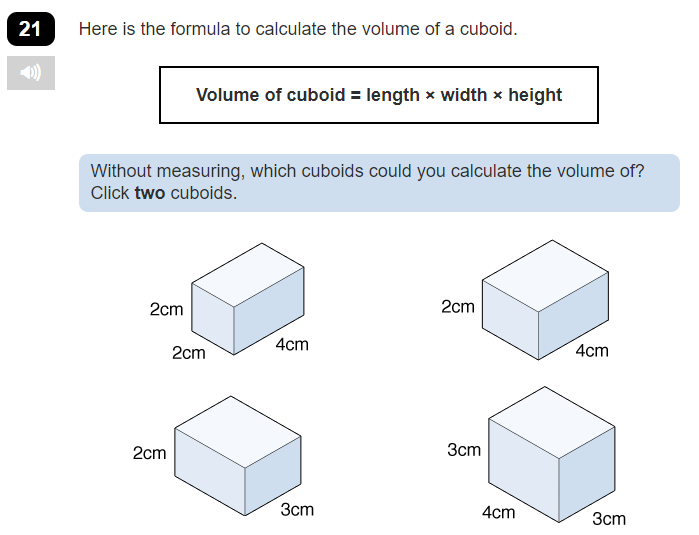 21 Here is the formula to calculate the volume of a cuboid.
Volume of cuboid = length × width × height
Without measuring, which cuboids could you calculate the volume of?
Click two cuboids.
2cm
2cm
4cm
2cm
4cm
2cm
3cm
3cm
4cm
3cm